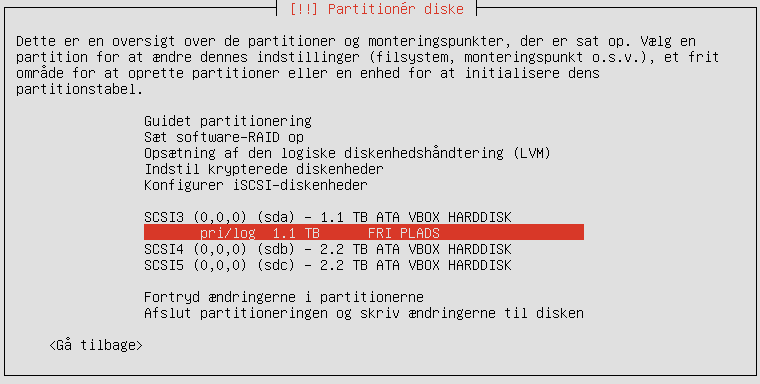 [!!] Partitionér diske
Dette er en oversigt over de partitioner og monteringspunkter, der er sat op. Vælg en
partition for at ændre dennes indstillinger (filsystem, monteringspunkt o.s.v.), et frit
område for at oprette partitioner eller en enhed for at initialisere dens
partitionstabel.
Guidet partitionering
Sæt software-RAID op
Opsætning af den logiske diskenhedshåndtering (LVM)
Indstil krypterede diskenheder
Konfigurer iSCSI-diskenheder
SCSI3 (0,0,0) (sda) - 1.1 TB ATA VBOX HARDDISK
pri/log 1.1 TB FRI PLADS
SCSI4 (0,0,0) (sdb) - 2.2 TB ATA VBOX HARDDISK
SCSI5 (0,0,0) (sdc) - 2.2 TB ATA VBOX HARDDISK
Fortryd ændringerne i partitionerne
Afslut partitioneringen og skriv ændringerne til disken
<Gå tilbage>